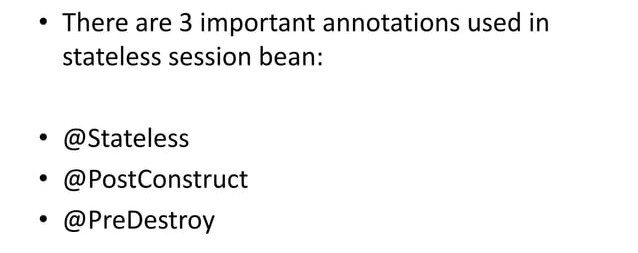 • There are 3 important annotations used in
stateless session bean:
• @Stateless
• @PostConstruct
• @PreDestroy